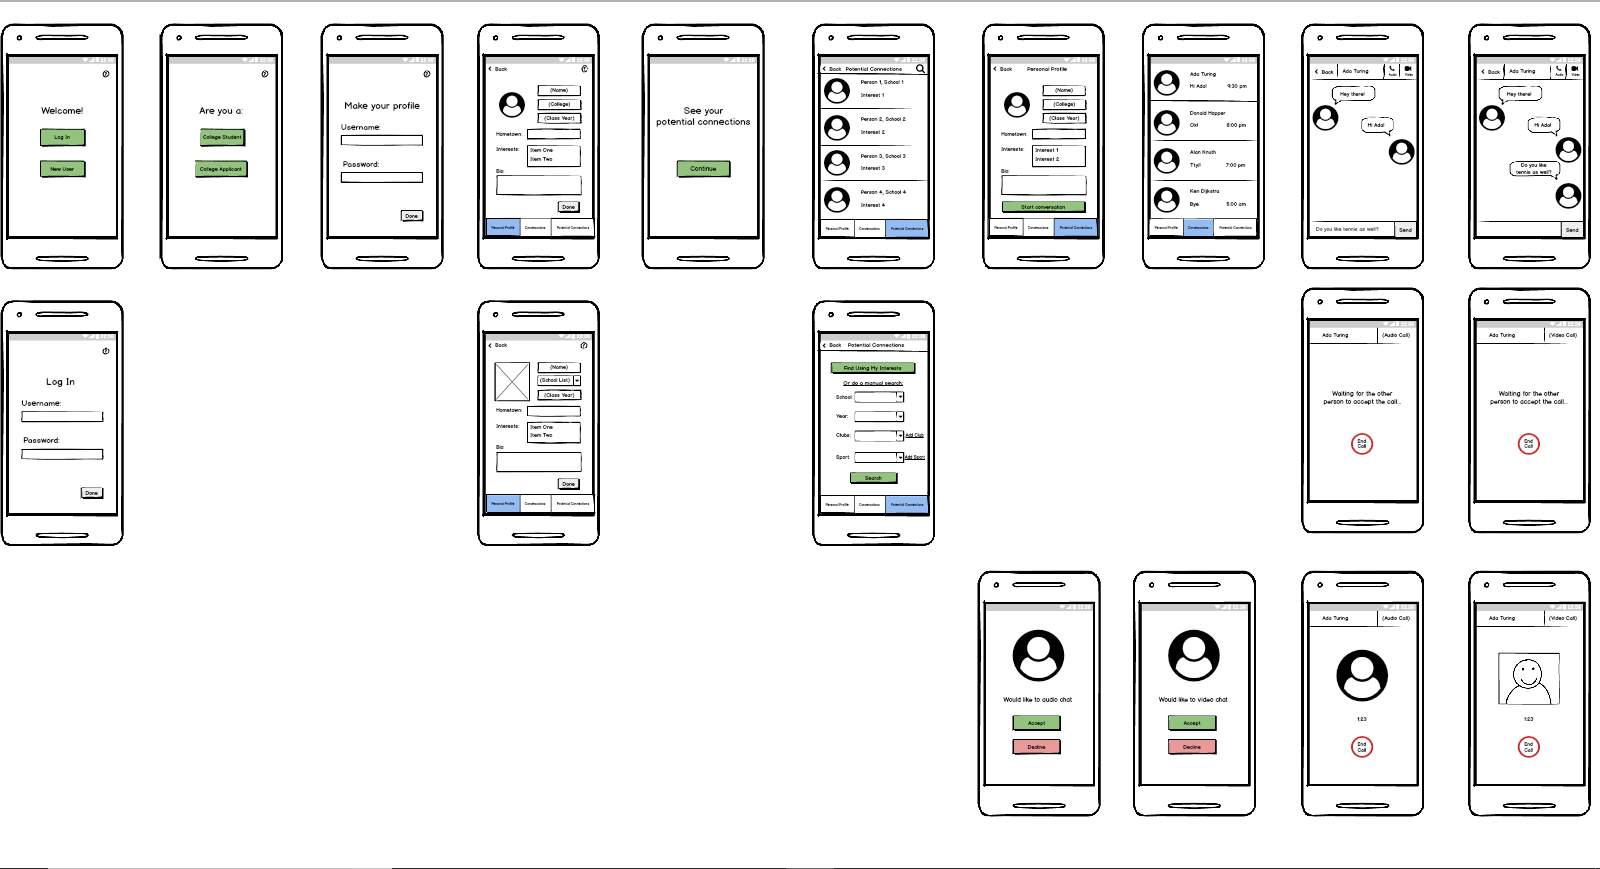 Welcome!
Log In
New User
Are you a:
College Student
College Applicant
Make your profile
Username:
Password:
Done
Back
(Name)
(College)
(Class Year)
Hometown:
Interests:
Item One
Item Two
Bio:
Done
Personal Profile
Conversations
Potential Connections
See your
potential connections
Continue
Back Potential Connections
Person 1, School 1
Interest 1
Person 2, School 2
Interest 2
Person 3, School 3
Interest 3
Person 4, School 4
Interest 4
Personal Profile
Conversations
Potential Connections
Back Personal Profile
(Name)
(College)
(Class Year)
Hometown:
Interests:
Interest 1
Interest 2
Bio:
Start conversation
Personal Profile
Conversations
Potential Connections
Ada Turing
Hi Ada! 9:30 pm
Donald Hopper
Ok! 8:00 pm
Alan Knuth
Ttyl! 7:00 pm
Ken Dijkstra
Bye. 5:00 am
Personal Profile
Conversations
Potential Connections
Back Ada Turing
Audio
Video
Hey there!
Hi Ada!
Do you like tennis as well?
Send
Back Ada Turing
Audio
Video
Hey there!
Hi Ada!
Do you like
tennis as well?
Send
Log In
Username:
Password:
Done
Back
(Name)
(School List)
(Class Year)
Hometown:
Interests:
Item One
Item Two
Bio:
Done
Personal Profile
Conversations
Potential Connections
Back Potential Connections
Find Using My Interests
Or do a manual search:
School:
Year:
Clubs:
Add Club
Sport:
Add Sport
Search
Personal Profile
Conversations
Potential Connections
Ada Turing
(Audio Call)
Waiting for the other
person to accept the call...
End
Call
Ada Turing
(Video Call)
Waiting for the other
person to accept the call...
End
Call
Would like to audio chat
Accept
Decline
Would like to video chat
Accept
Decline
Ada Turing
(Audio Call)
1:23
End
Call
Ada Turing
(Video Call)
1:23
End
Call